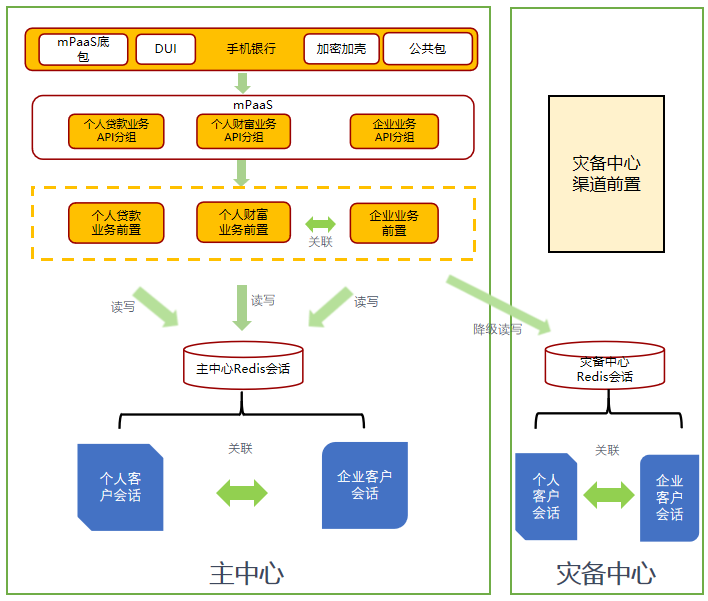 mPaaS底
包
DUI
手机银行
加密加壳
公共包
mPaaS
个人贷款业务
API分组
个人财富业务
API分组
企业业务
API分组
个人贷款
业务前置
个人财富
业务前置
关联
企业业务
前置
读写
读写
读写
降级读写
主中心Redis会话
关联
个人客
户会话
企业客户
会话
主中心
灾备中心
渠道前置
灾备中心
Redis会话
关联
个人
客户
会话
企业
客户
会话
灾备中心